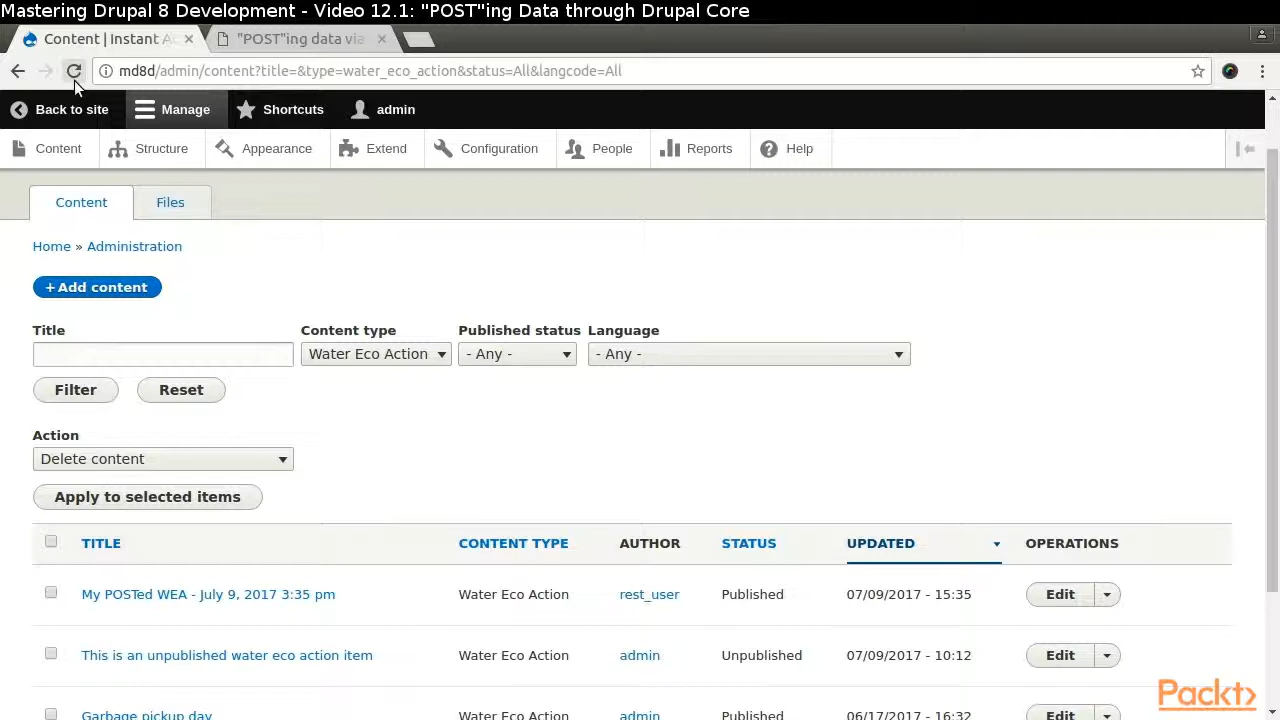 Mastering Drupal 8 Development - Video 12.1: "POST"ing Data through Drupal Core
Content | Instant A
"POST"ing data via
md8d/admin/content?title=&type=water_eco_action&status=All&langcode=All
Back to site Manage Shortcuts admin
Content Structure Appearance Extend Configuration People Reports Help
Content Files
Home » Administration
+ Add content
Title Content type Published status Language
Water Eco Action - Any - - Any -
Filter Reset
Action
Delete content
Apply to selected items
TITLE CONTENT TYPE AUTHOR STATUS UPDATED OPERATIONS
My POSTed WEA - July 9, 2017 3:35 pm Water Eco Action rest_user Published 07/09/2017 - 15:35 Edit
This is an unpublished water eco action item Water Eco Action admin Unpublished 07/09/2017 - 10:12 Edit
Garbage pickup day Water Eco Action admin Published 06/17/2017 - 16:32 Edit
Packt>